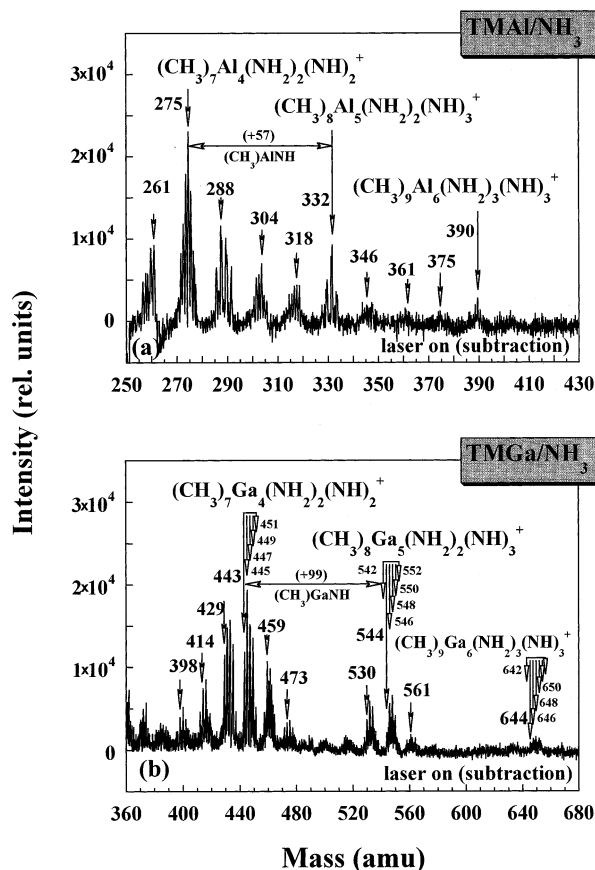 TMAl/NH3
(CH3)7Al4(NH2)2(NH)2+
275
(CH3)8Al5(NH2)2(NH)3+
(+57)
(CH3)AlNH
(CH3)9Al6(NH2)3(NH)3+
261
288
304
318
332
346
361
375
390
3x10^4
2x10^4
1x10^4
0
(a)
laser on (subtraction)
250 270 290 310 330 350 370 390 410 430
Intensity (rel. units)
TMGa/NH3
(CH3)7Ga4(NH2)2(NH)2+
451
449
447
445
(CH3)8Ga5(NH2)2(NH)3+
443
(+99)
(CH3)GaNH
542
552
550
548
546
544
(CH3)9Ga6(NH2)3(NH)3+
642
650
648
646
644
398
414
429
459
473
530
561
3x10^4
2x10^4
1x10^4
0
(b)
laser on (subtraction)
360 400 440 480 520 560 600 640 680
Mass (amu)